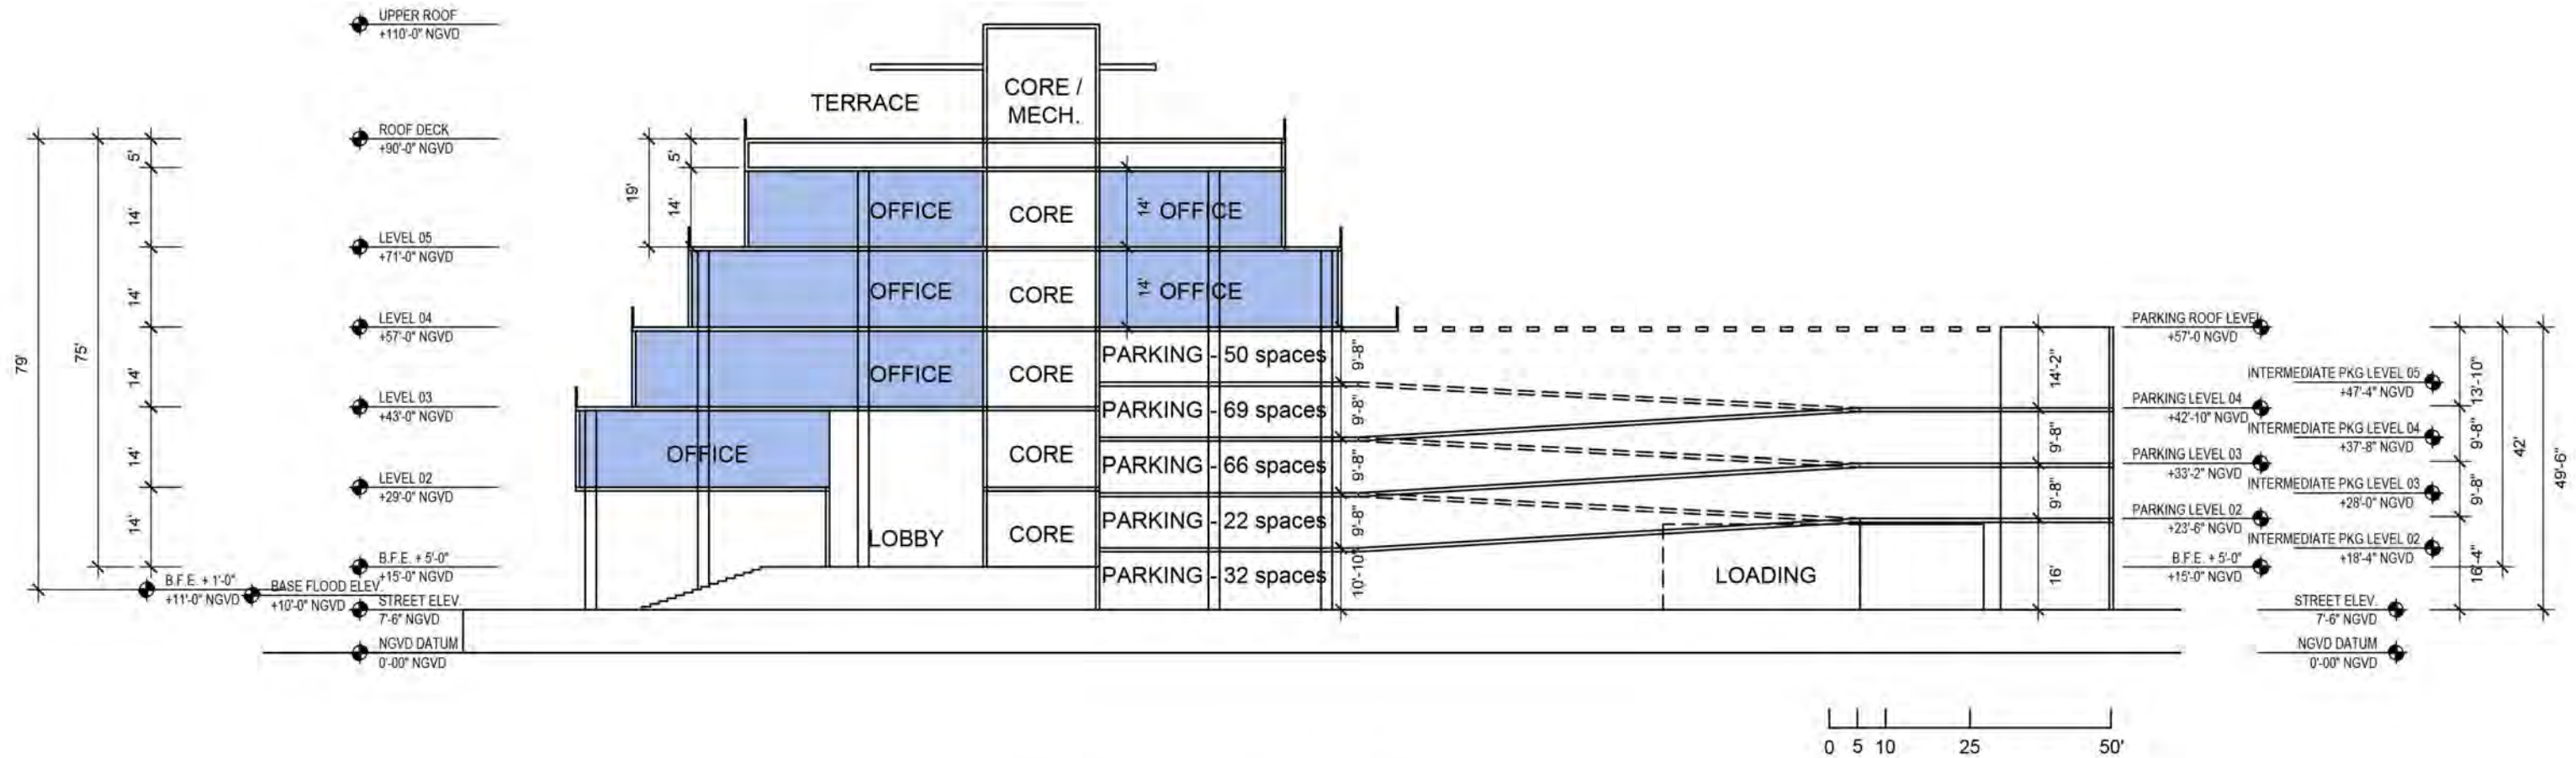 UPPER ROOF
+110'-0" NGVD
ROOF DECK
+90'-0" NGVD
LEVEL 05
+71'-0" NGVD
LEVEL 04
+57'-0" NGVD
LEVEL 03
+43'-0" NGVD
LEVEL 02
+29'-0" NGVD
B.F.E. + 5'-0"
+15'-0" NGVD
B.F.E. + 1'-0"
+11'-0" NGVD
BASE FLOOD ELEV.
+10'-0" NGVD
STREET ELEV.
7'-6" NGVD
NGVD DATUM
0'-00" NGVD
79'
75'
5'
14'
14'
14'
14'
14'
19'
5'
14'
TERRACE
CORE /
MECH.
OFFICE
CORE
14'
OFFICE
OFFICE
CORE
14'
OFFICE
OFFICE
CORE
PARKING - 50 spaces
9'-8"
PARKING - 69 spaces
9'-8"
OFFICE
CORE
PARKING - 66 spaces
9'-8"
LOBBY
CORE
PARKING - 22 spaces
9'-8"
PARKING - 32 spaces
10'-10"
LOADING
14'-2"
9'-8"
9'-8"
16'
PARKING ROOF LEVEL
+57'-0 NGVD
INTERMEDIATE PKG LEVEL 05
+47'-4" NGVD
PARKING LEVEL 04
+42'-10" NGVD
INTERMEDIATE PKG LEVEL 04
+37'-8" NGVD
PARKING LEVEL 03
+33'-2" NGVD
INTERMEDIATE PKG LEVEL 03
+28'-0" NGVD
PARKING LEVEL 02
+23'-6" NGVD
INTERMEDIATE PKG LEVEL 02
+18'-4" NGVD
B.F.E. + 5'-0"
+15'-0" NGVD
STREET ELEV.
7'-6" NGVD
NGVD DATUM
0'-00" NGVD
13'-10"
9'-8"
9'-8"
16'-4"
42'
49'-6"
0 5 10 25 50'